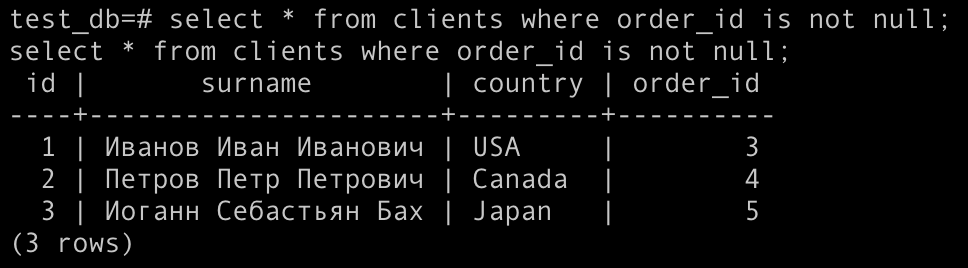 test_db=# select * from clients where order_id is not null;
select * from clients where order_id is not null;
 id |       surname        | country | order_id
----+----------------------+---------+----------
  1 | Иванов Иван Иванович | USA     |        3
  2 | Петров Петр Петрович | Canada  |        4
  3 | Иоганн Себастьян Бах | Japan   |        5
(3 rows)